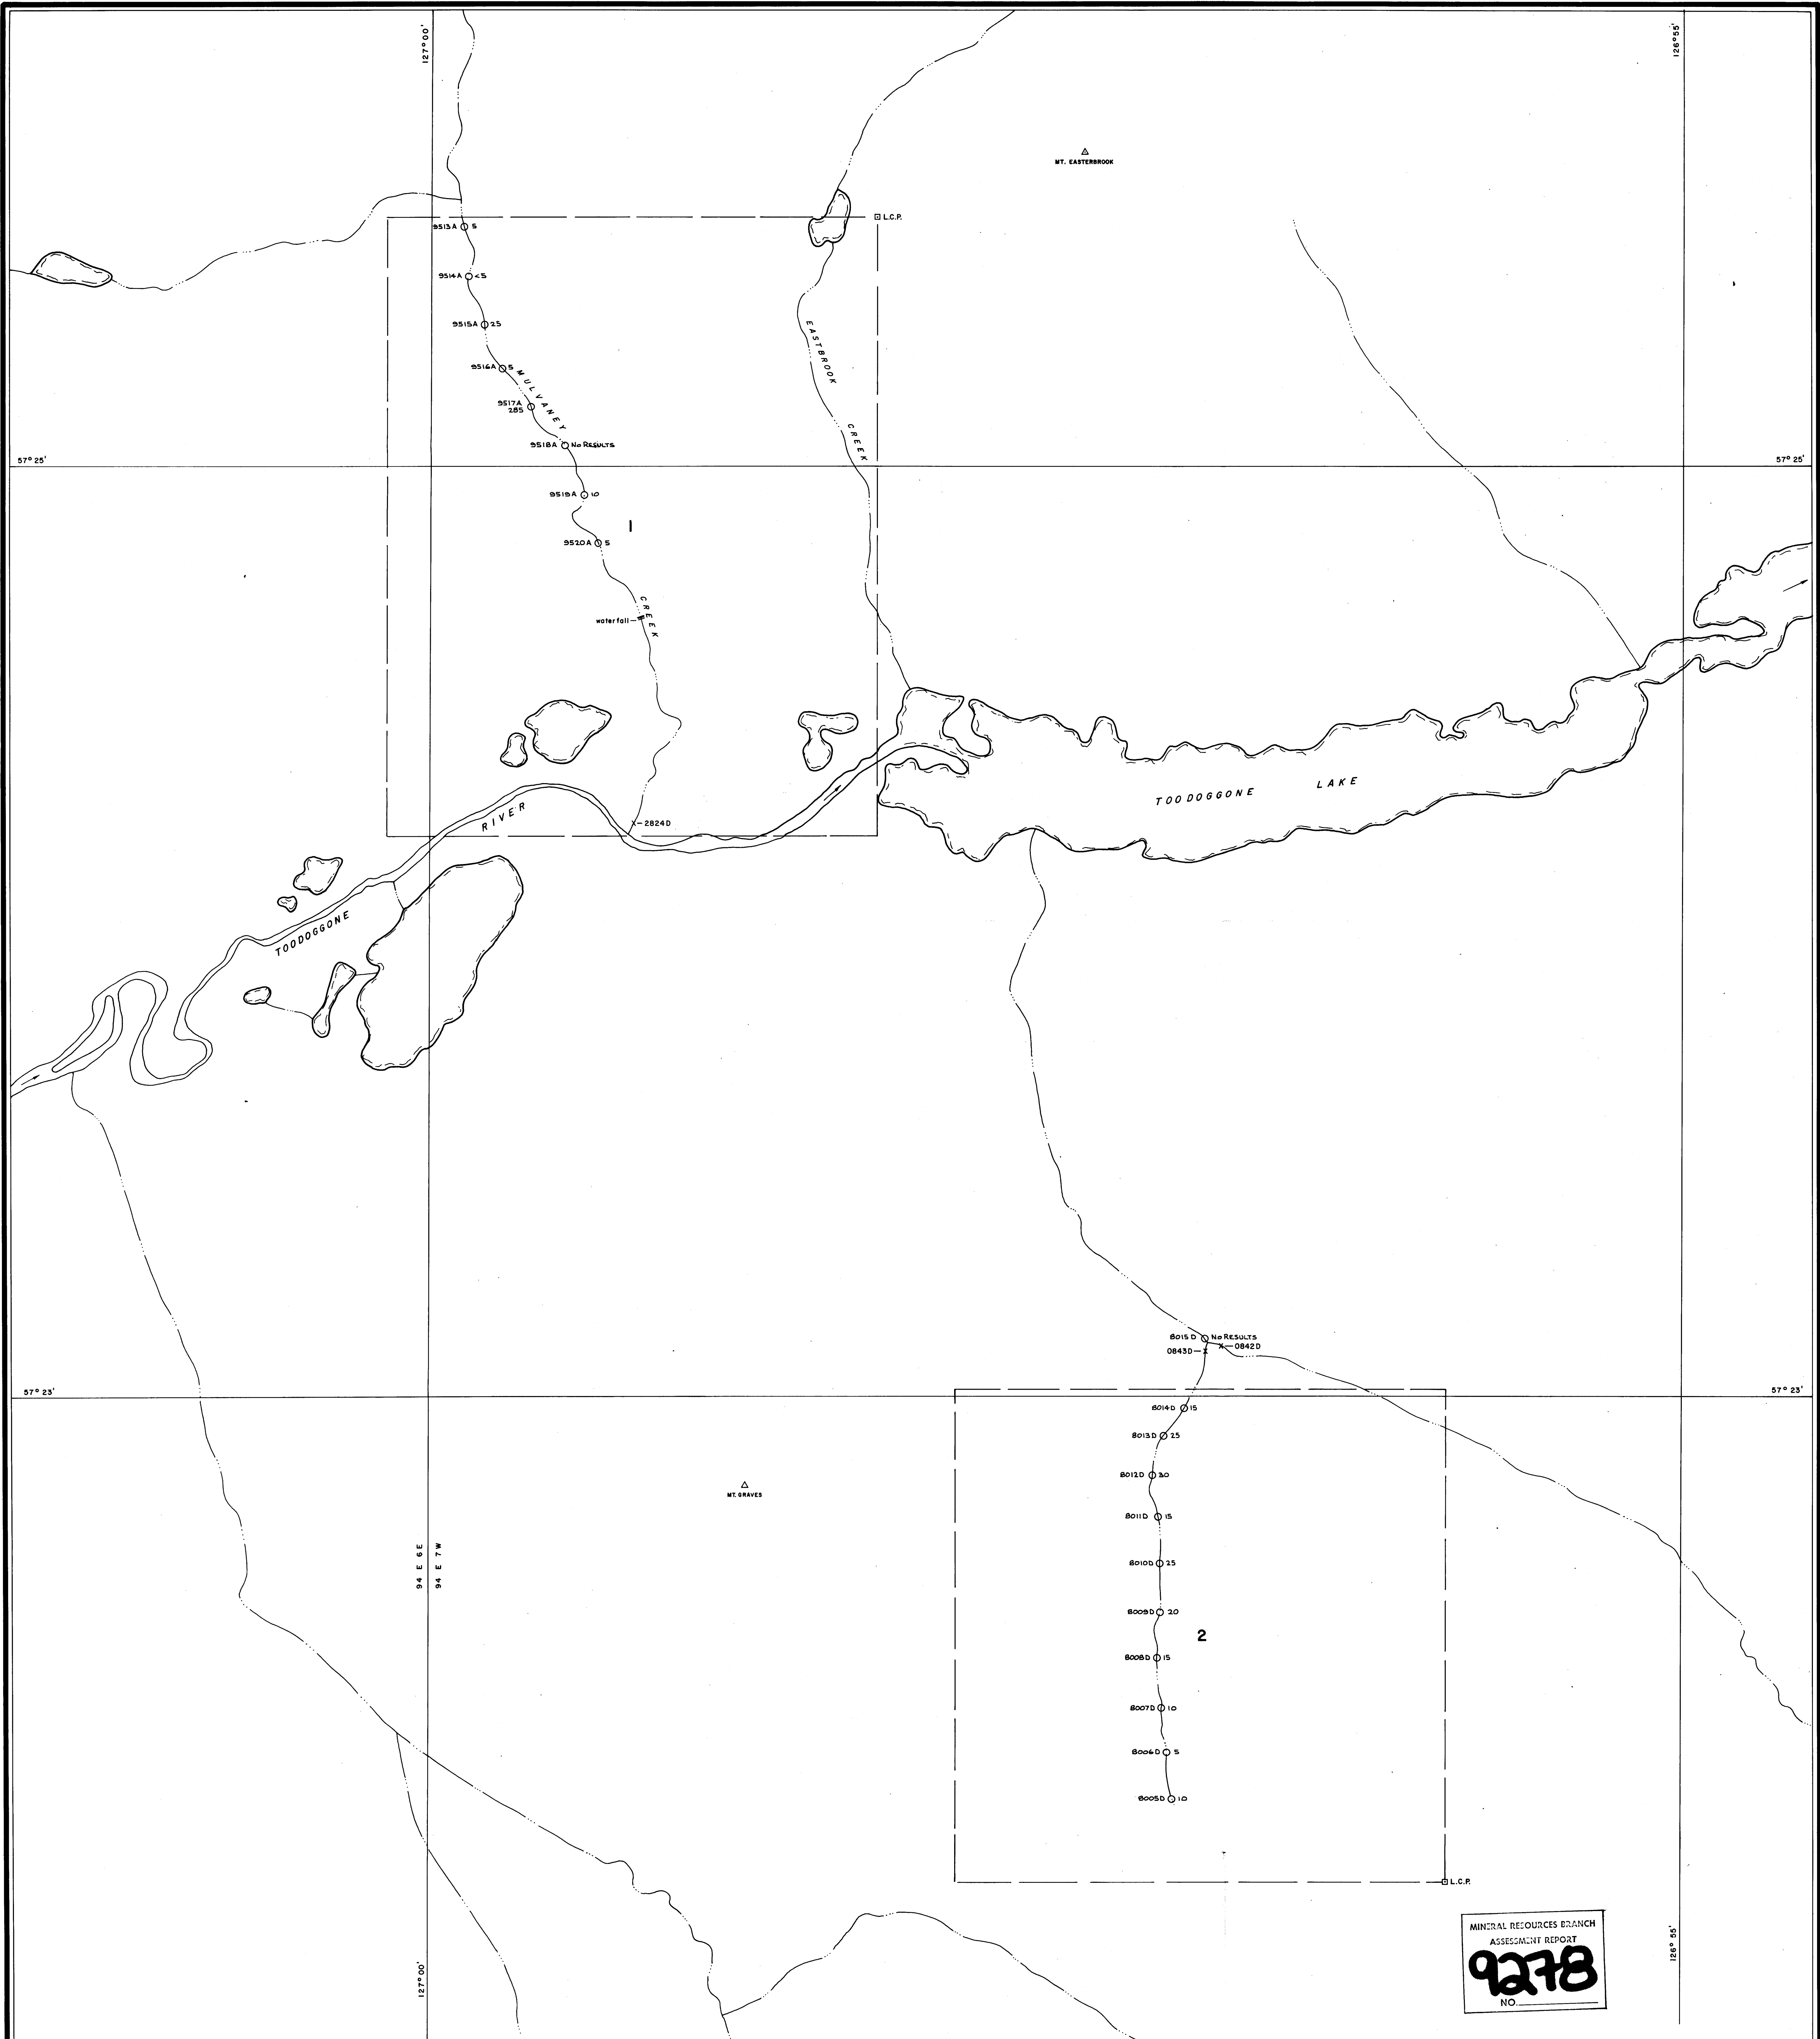 127°00'
126°55'
MT. EASTERBROOK
L.C.P.
9513A 5
9514A <5
9515A 25
EASTBROOK CREEK
9516A 5
MULVANEY CREEK
9517A
285
9518A No RESULTS
57° 25'
57° 25'
9519A 10
1
9520A 5
waterfall
TOODOGGONE LAKE
2824D
TOODOGGONE RIVER
8015D No RESULTS
0843D
0842D
57° 23'
57° 23'
8014D 15
8013D 25
8012D 30
MT. GRAVES
8011D 15
94 E 6E
94 E 7W
8010D 25
8009D 20
2
8008D 15
8007D 10
8006D 5
8005D 10
L.C.P.
127°00'
126°55'
MINERAL RESOURCES BRANCH
ASSESSMENT REPORT
9278
NO.